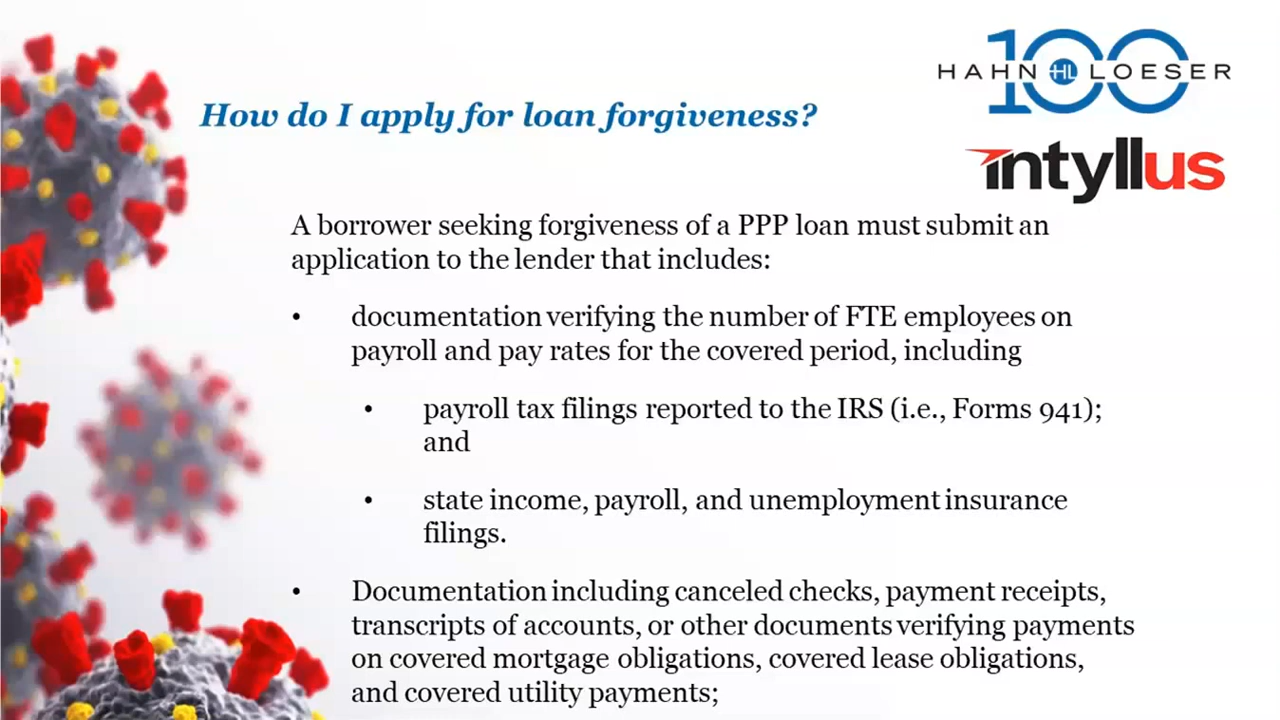 100
HAHN HL LOESER
How do I apply for loan forgiveness?
intyllus
A borrower seeking forgiveness of a PPP loan must submit an
application to the lender that includes:
• documentation verifying the number of FTE employees on
payroll and pay rates for the covered period, including
• payroll tax filings reported to the IRS (i.e., Forms 941);
and
• state income, payroll, and unemployment insurance
filings.
• Documentation including canceled checks, payment receipts,
transcripts of accounts, or other documents verifying payments
on covered mortgage obligations, covered lease obligations,
and covered utility payments;